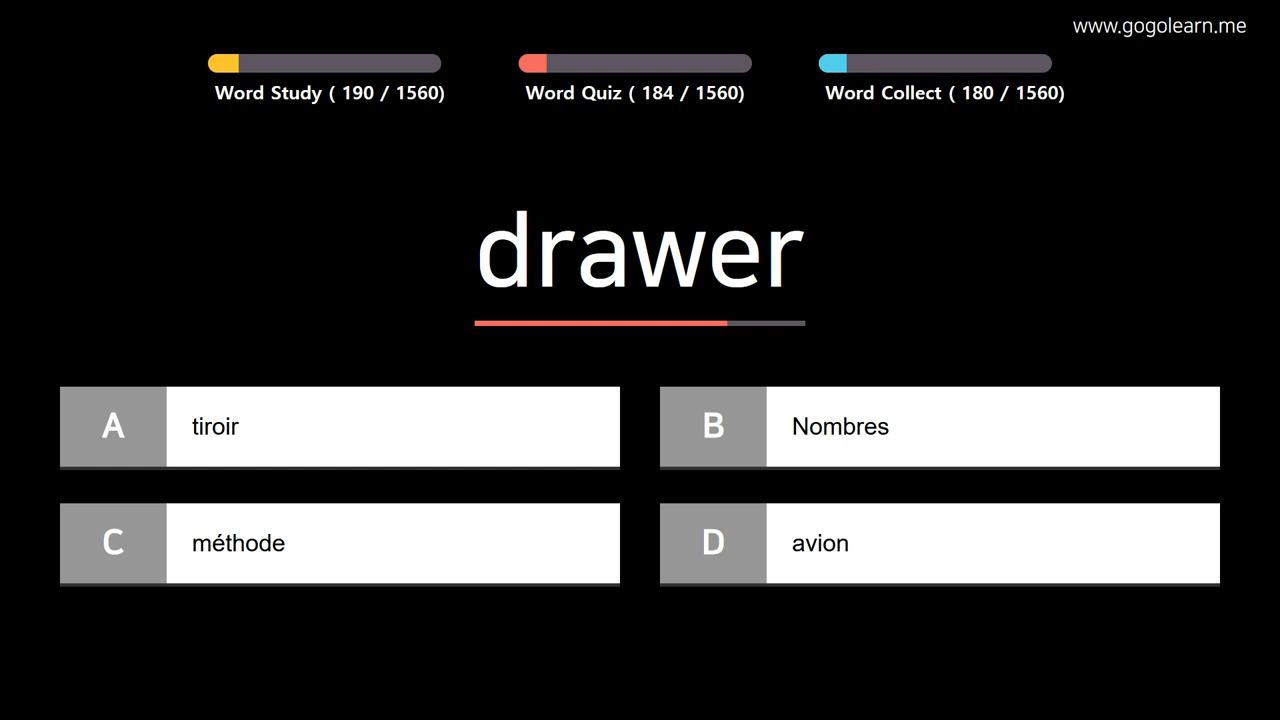 www.gogolearn.me
Word Study ( 190 / 1560)
Word Quiz ( 184 / 1560)
Word Collect ( 180 / 1560)
drawer
A tiroir
B Nombres
C méthode
D avion